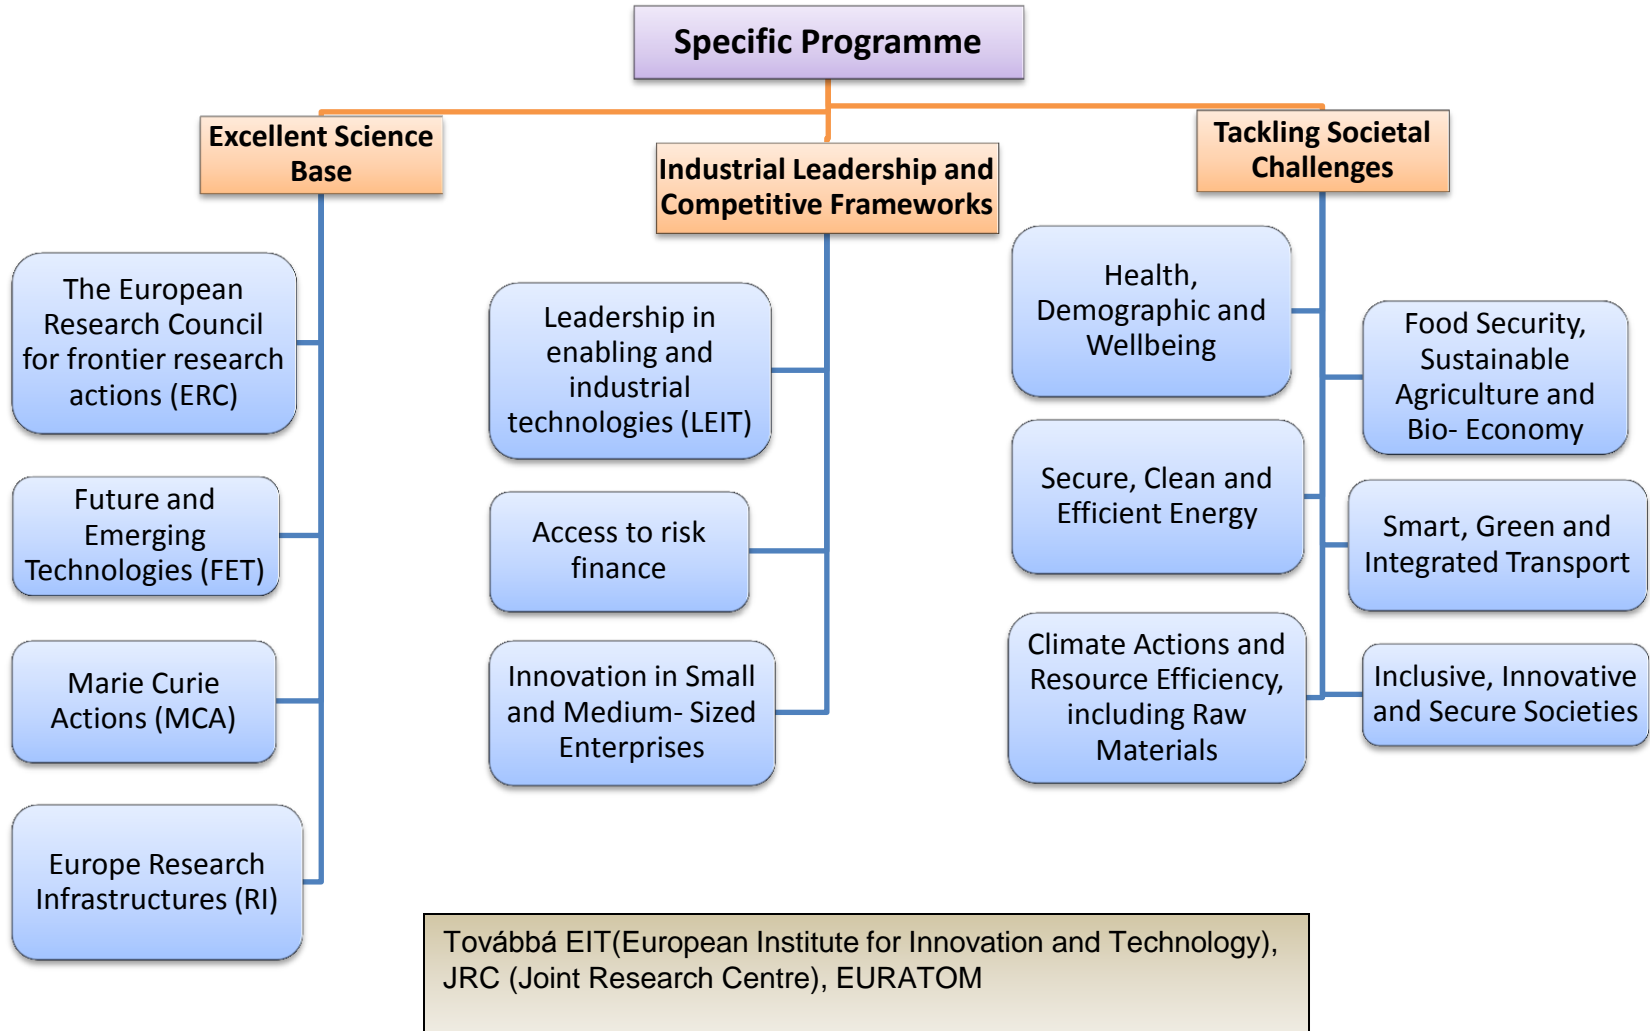 Specific Programme
Excellent Science
Base
The European
Research Council
for frontier research
actions (ERC)
Future and
Emerging
Technologies (FET)
Marie Curie
Actions (MCA)
Europe Research
Infrastructures (RI)
Industrial Leadership and
Competitive Frameworks
Leadership in
enabling and
industrial
technologies (LEIT)
Access to risk
finance
Innovation in Small
and Medium- Sized
Enterprises
Tackling Societal
Challenges
Health,
Demographic and
Wellbeing
Food Security,
Sustainable
Agriculture and
Bio- Economy
Secure, Clean and
Efficient Energy
Smart, Green and
Integrated Transport
Climate Actions and
Resource Efficiency,
including Raw
Materials
Inclusive, Innovative
and Secure Societies
Továbbá EIT(European Institute for Innovation and Technology),
JRC (Joint Research Centre), EURATOM